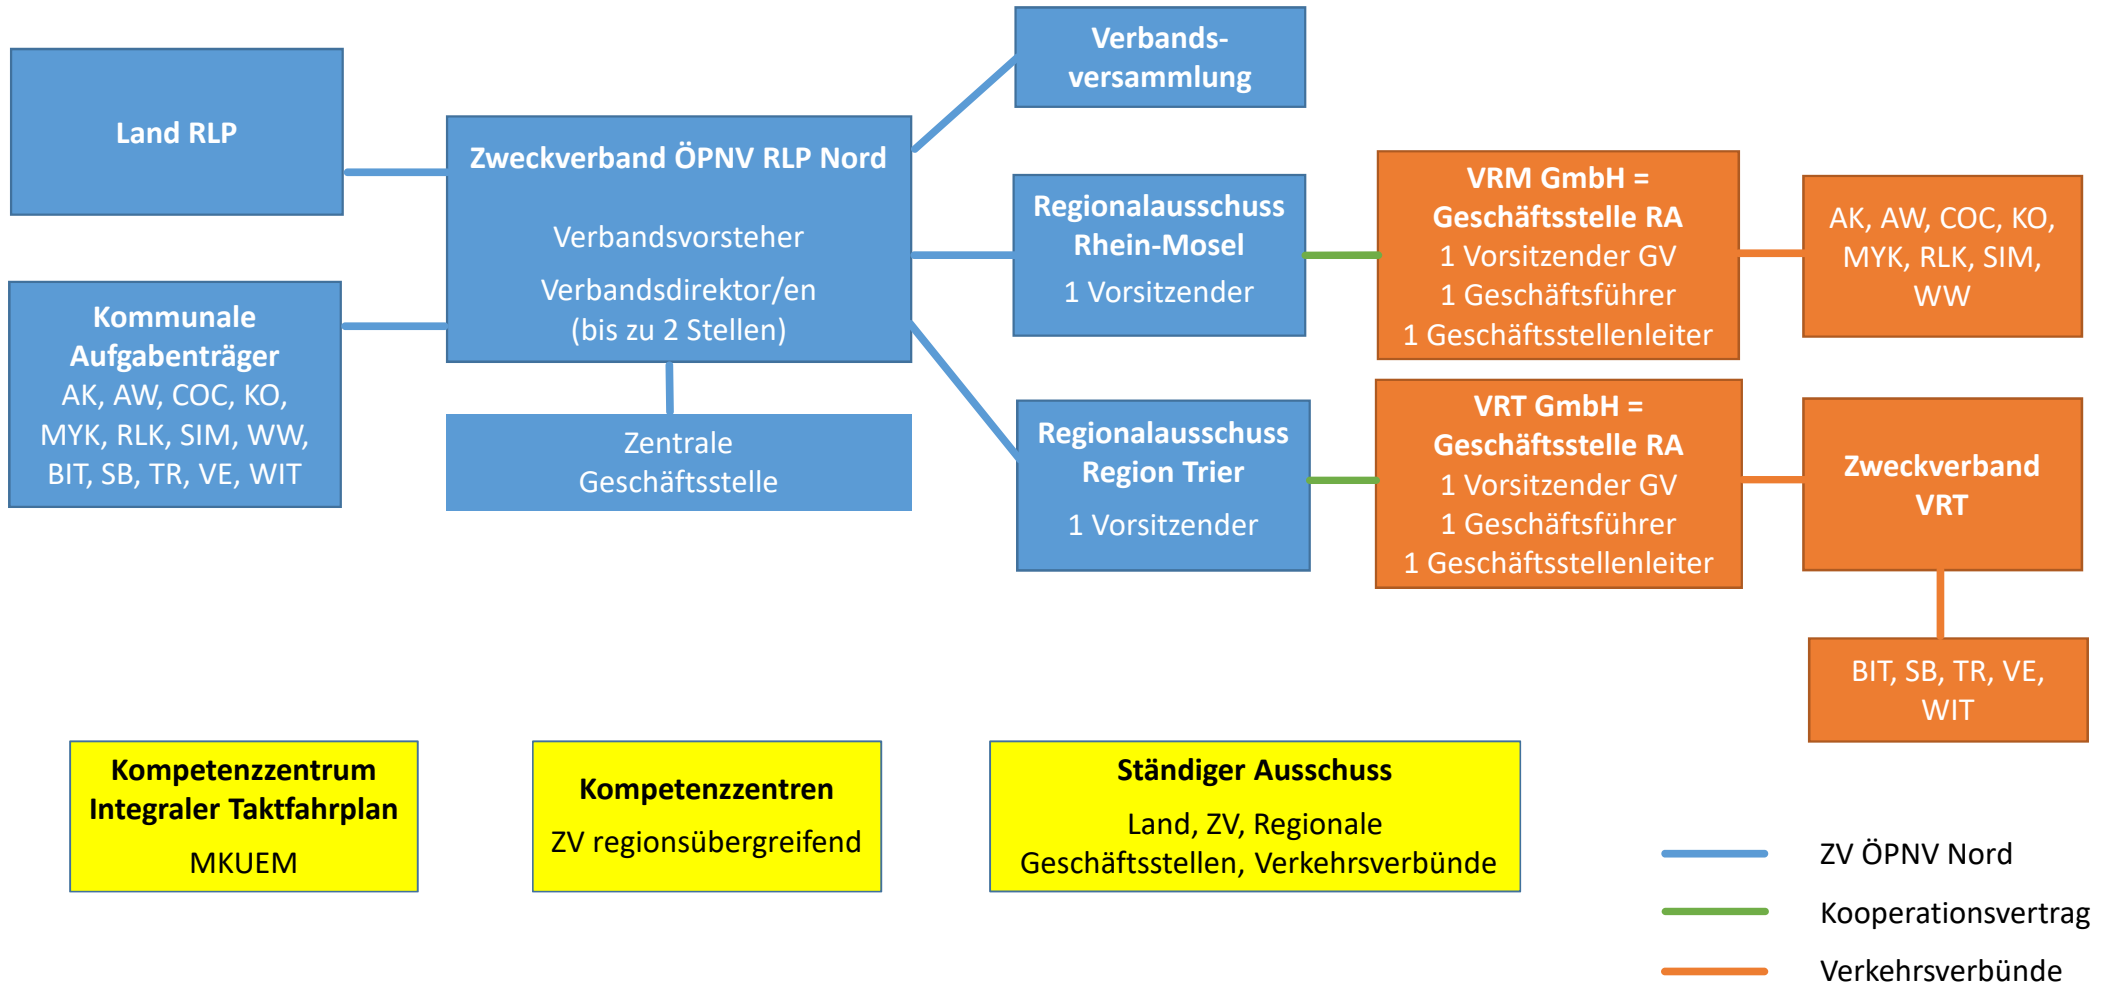 Land RLP
Kommunale
Aufgabenträger
AK, AW, COC, KO,
MYK, RLK, SIM, WW,
BIT, SB, TR, VE, WIT
Zweckverband ÖPNV RLP Nord
Verbandsvorsteher
Verbandsdirektor/en
(bis zu 2 Stellen)
Zentrale
Geschäftsstelle
Verbands-
versammlung
Regionalausschuss
Rhein-Mosel
1 Vorsitzender
Regionalausschuss
Region Trier
1 Vorsitzender
VRM GmbH =
Geschäftsstelle RA
1 Vorsitzender GV
1 Geschäftsführer
1 Geschäftsstellenleiter
VRT GmbH =
Geschäftsstelle RA
1 Vorsitzender GV
1 Geschäftsführer
1 Geschäftsstellenleiter
AK, AW, COC, KO,
MYK, RLK, SIM,
WW
Zweckverband
VRT
BIT, SB, TR, VE,
WIT
Kompetenzzentrum
Integraler Taktfahrplan
MKUEM
Kompetenzzentren
ZV regionsübergreifend
Ständiger Ausschuss
Land, ZV, Regionale
Geschäftsstellen, Verkehrsverbünde
ZV ÖPNV Nord
Kooperationsvertrag
Verkehrsverbünde